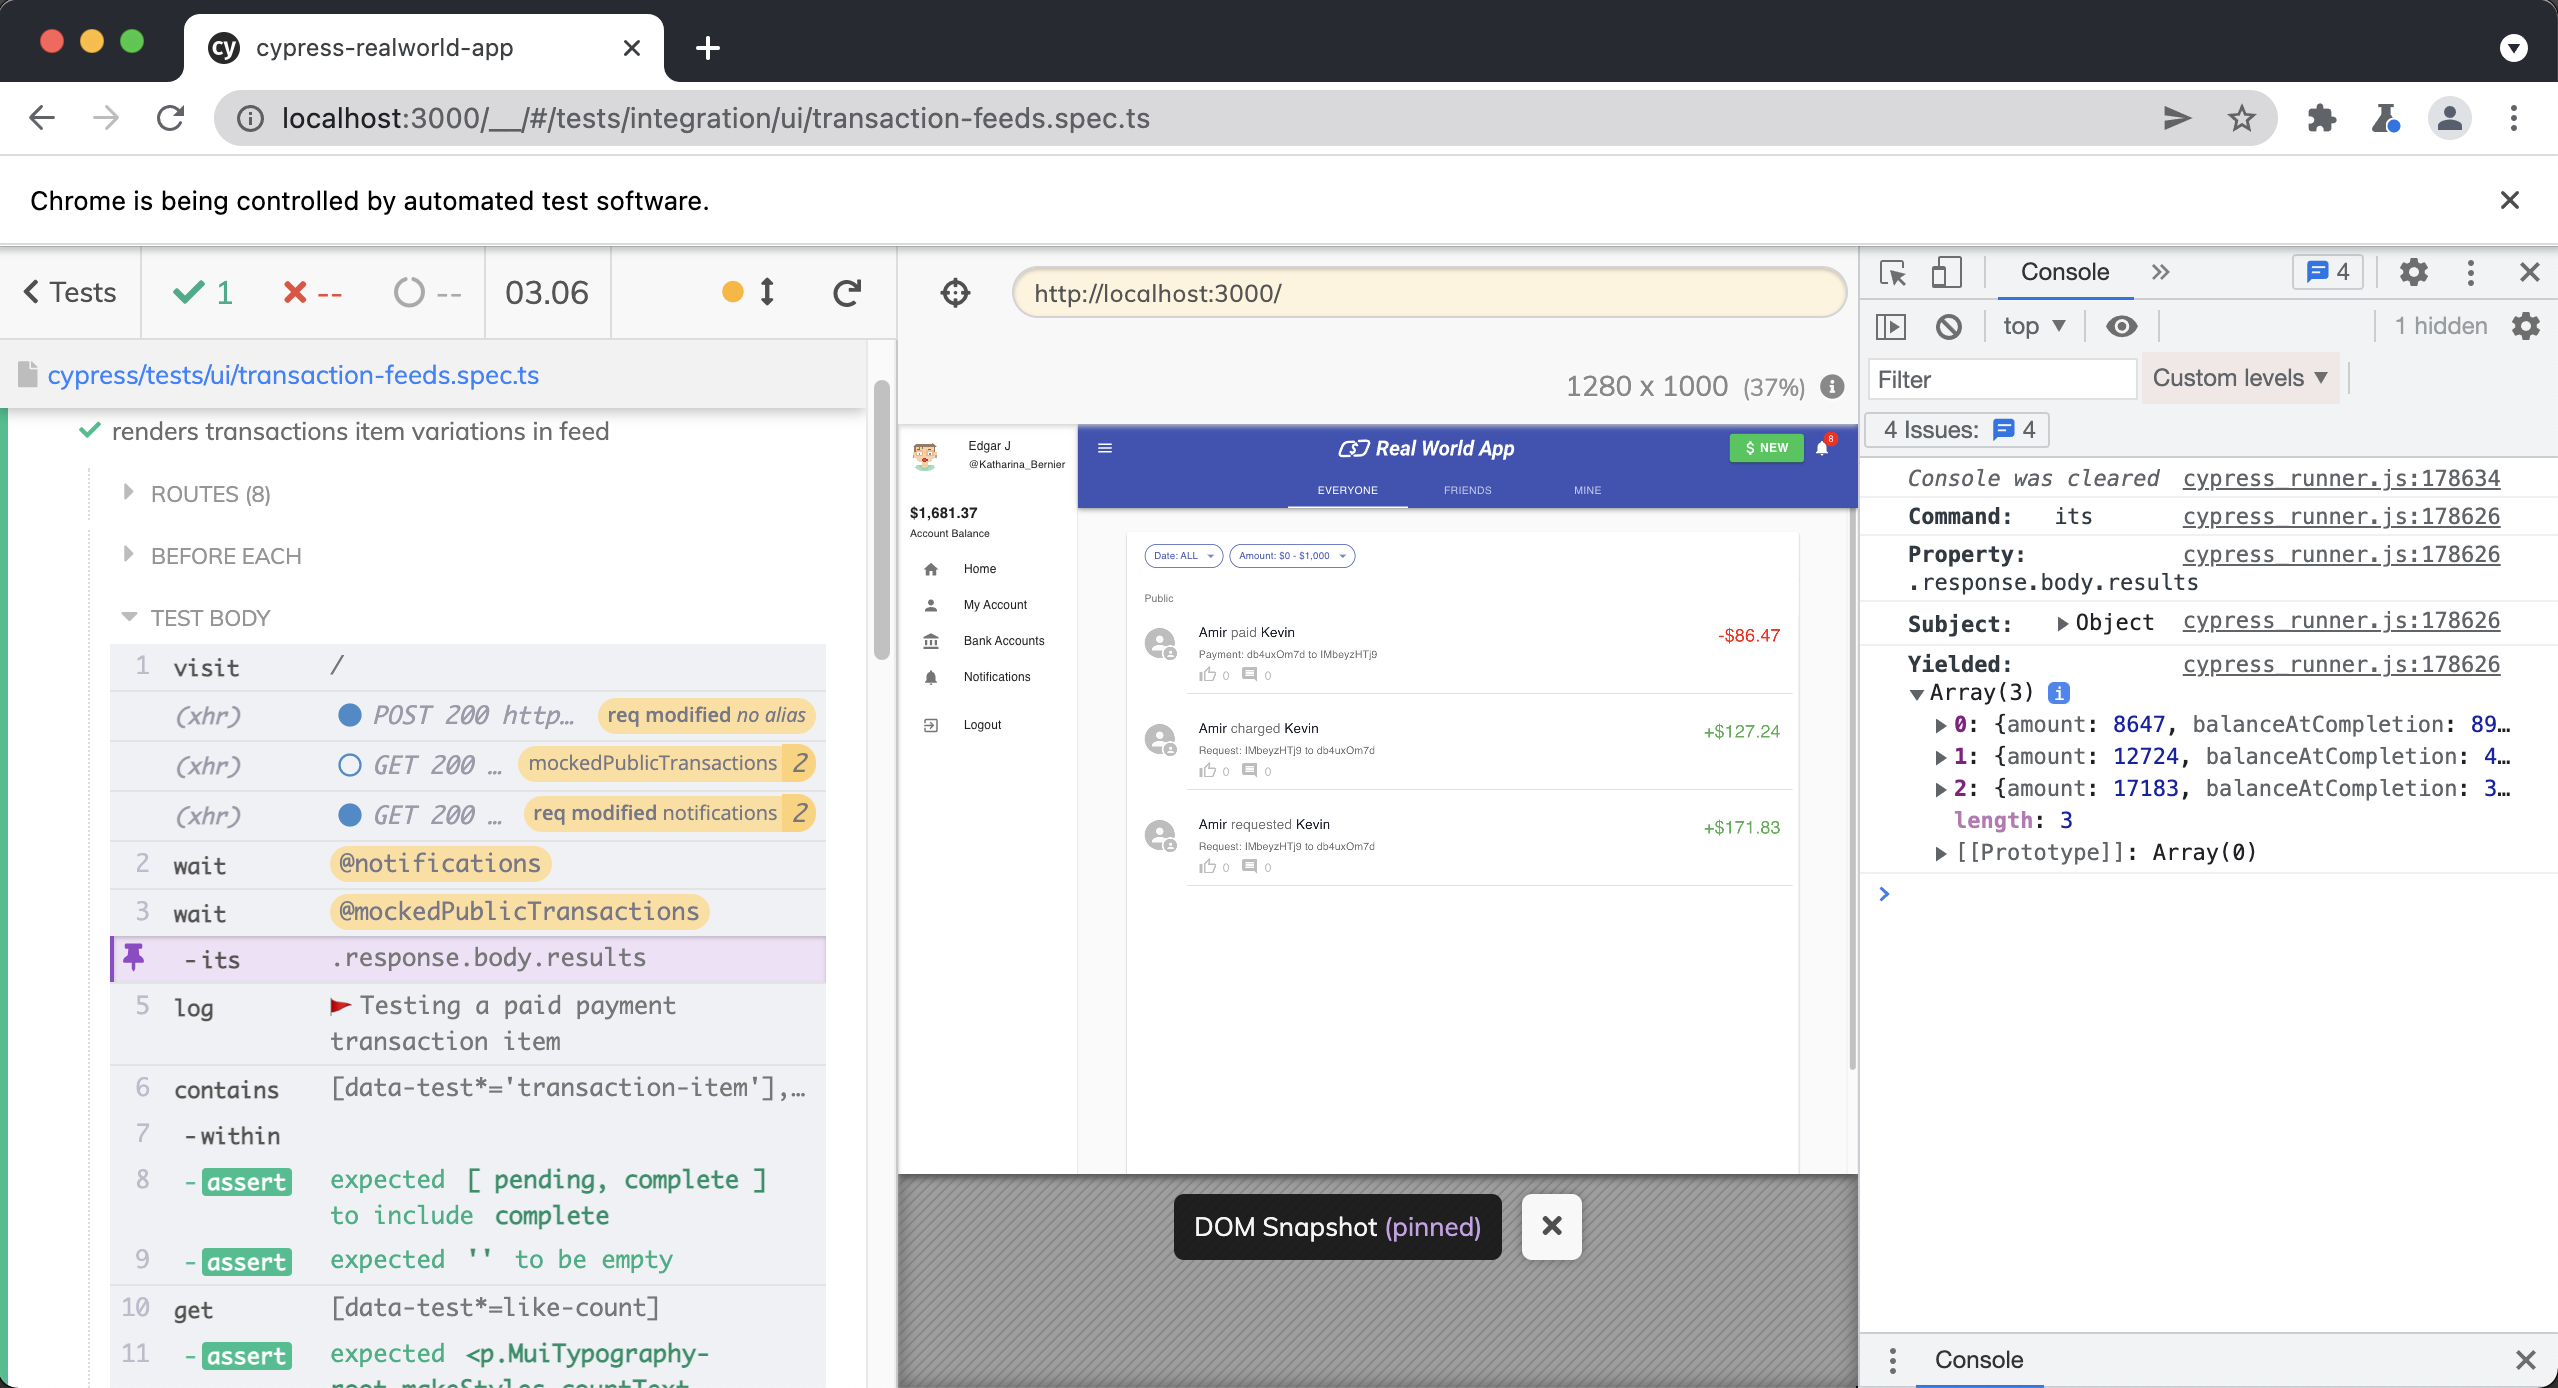 cypress-realworld-app
localhost:3000/__/#/tests/integration/ui/transaction-feeds.spec.ts
Chrome is being controlled by automated test software.
Tests 1 -- -- 03.06
cypress/tests/ui/transaction-feeds.spec.ts
renders transactions item variations in feed
ROUTES (8)
BEFORE EACH
TEST BODY
1 visit /
(xhr) POST 200 http… req modified no alias
(xhr) GET 200 … mockedPublicTransactions 2
(xhr) GET 200 … req modified notifications 2
2 wait @notifications
3 wait @mockedPublicTransactions
-its .response.body.results
5 log Testing a paid payment
transaction item
6 contains [data-test*='transaction-item'],…
7 -within
8 -assert expected [ pending, complete ]
to include complete
9 -assert expected '' to be empty
10 get [data-test*=like-count]
11 -assert expected <p.MuiTypography-
root.makeStyles-countText
http://localhost:3000/
1280 x 1000 (37%)
Edgar J
@Katharina_Bernier
$1,681.37
Account Balance
Home
My Account
Bank Accounts
Notifications
Logout
Real World App
$ NEW
8
EVERYONE FRIENDS MINE
Date: ALL Amount: $0 - $1,000
Public
Amir paid Kevin
-$86.47
Payment: db4uxOm7d to IMbeyzHTj9
0 0
Amir charged Kevin
+$127.24
Request: IMbeyzHTj9 to db4uxOm7d
0 0
Amir requested Kevin
+$171.83
Request: IMbeyzHTj9 to db4uxOm7d
0 0
DOM Snapshot (pinned)
Console 4
top 1 hidden
Filter Custom levels
4 Issues: 4
Console was cleared cypress_runner.js:178634
Command: its cypress_runner.js:178626
Property: cypress_runner.js:178626
.response.body.results
Subject: Object cypress_runner.js:178626
Yielded: cypress_runner.js:178626
Array(3) i
0: {amount: 8647, balanceAtCompletion: 89…
1: {amount: 12724, balanceAtCompletion: 4…
2: {amount: 17183, balanceAtCompletion: 3…
length: 3
[[Prototype]]: Array(0)
Console